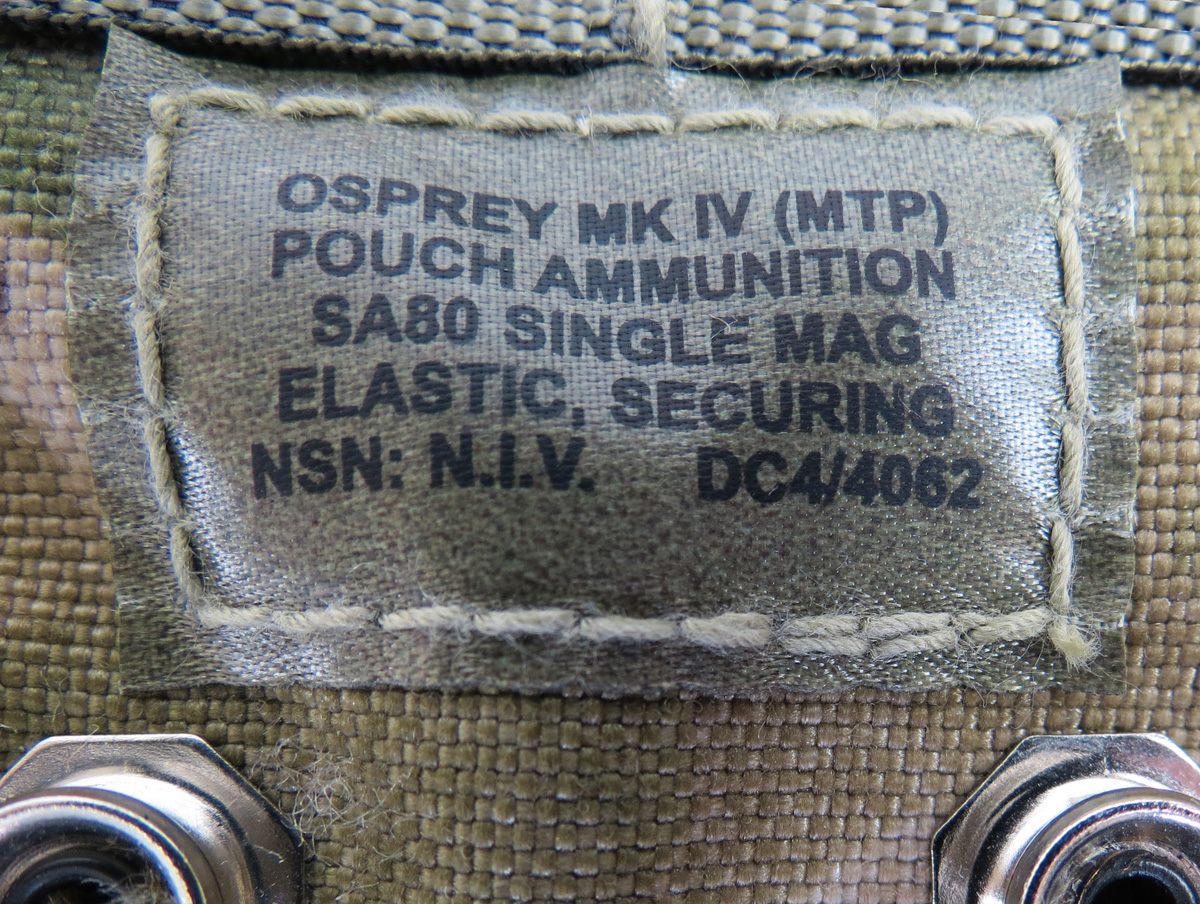 OSPREY MK IV (MTP)
POUCH AMMUNITION
SA80 SINGLE MAG
ELASTIC, SECURING
NSN: N.I.V. DC4/4062